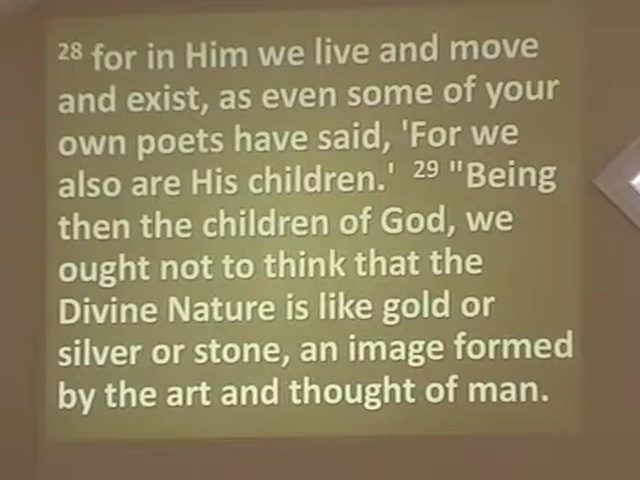 28 for in Him we live and move
and exist, as even some of your
own poets have said, 'For we
also are His children.' 29 "Being
then the children of God, we
ought not to think that the
Divine Nature is like gold or
silver or stone, an image formed
by the art and thought of man.